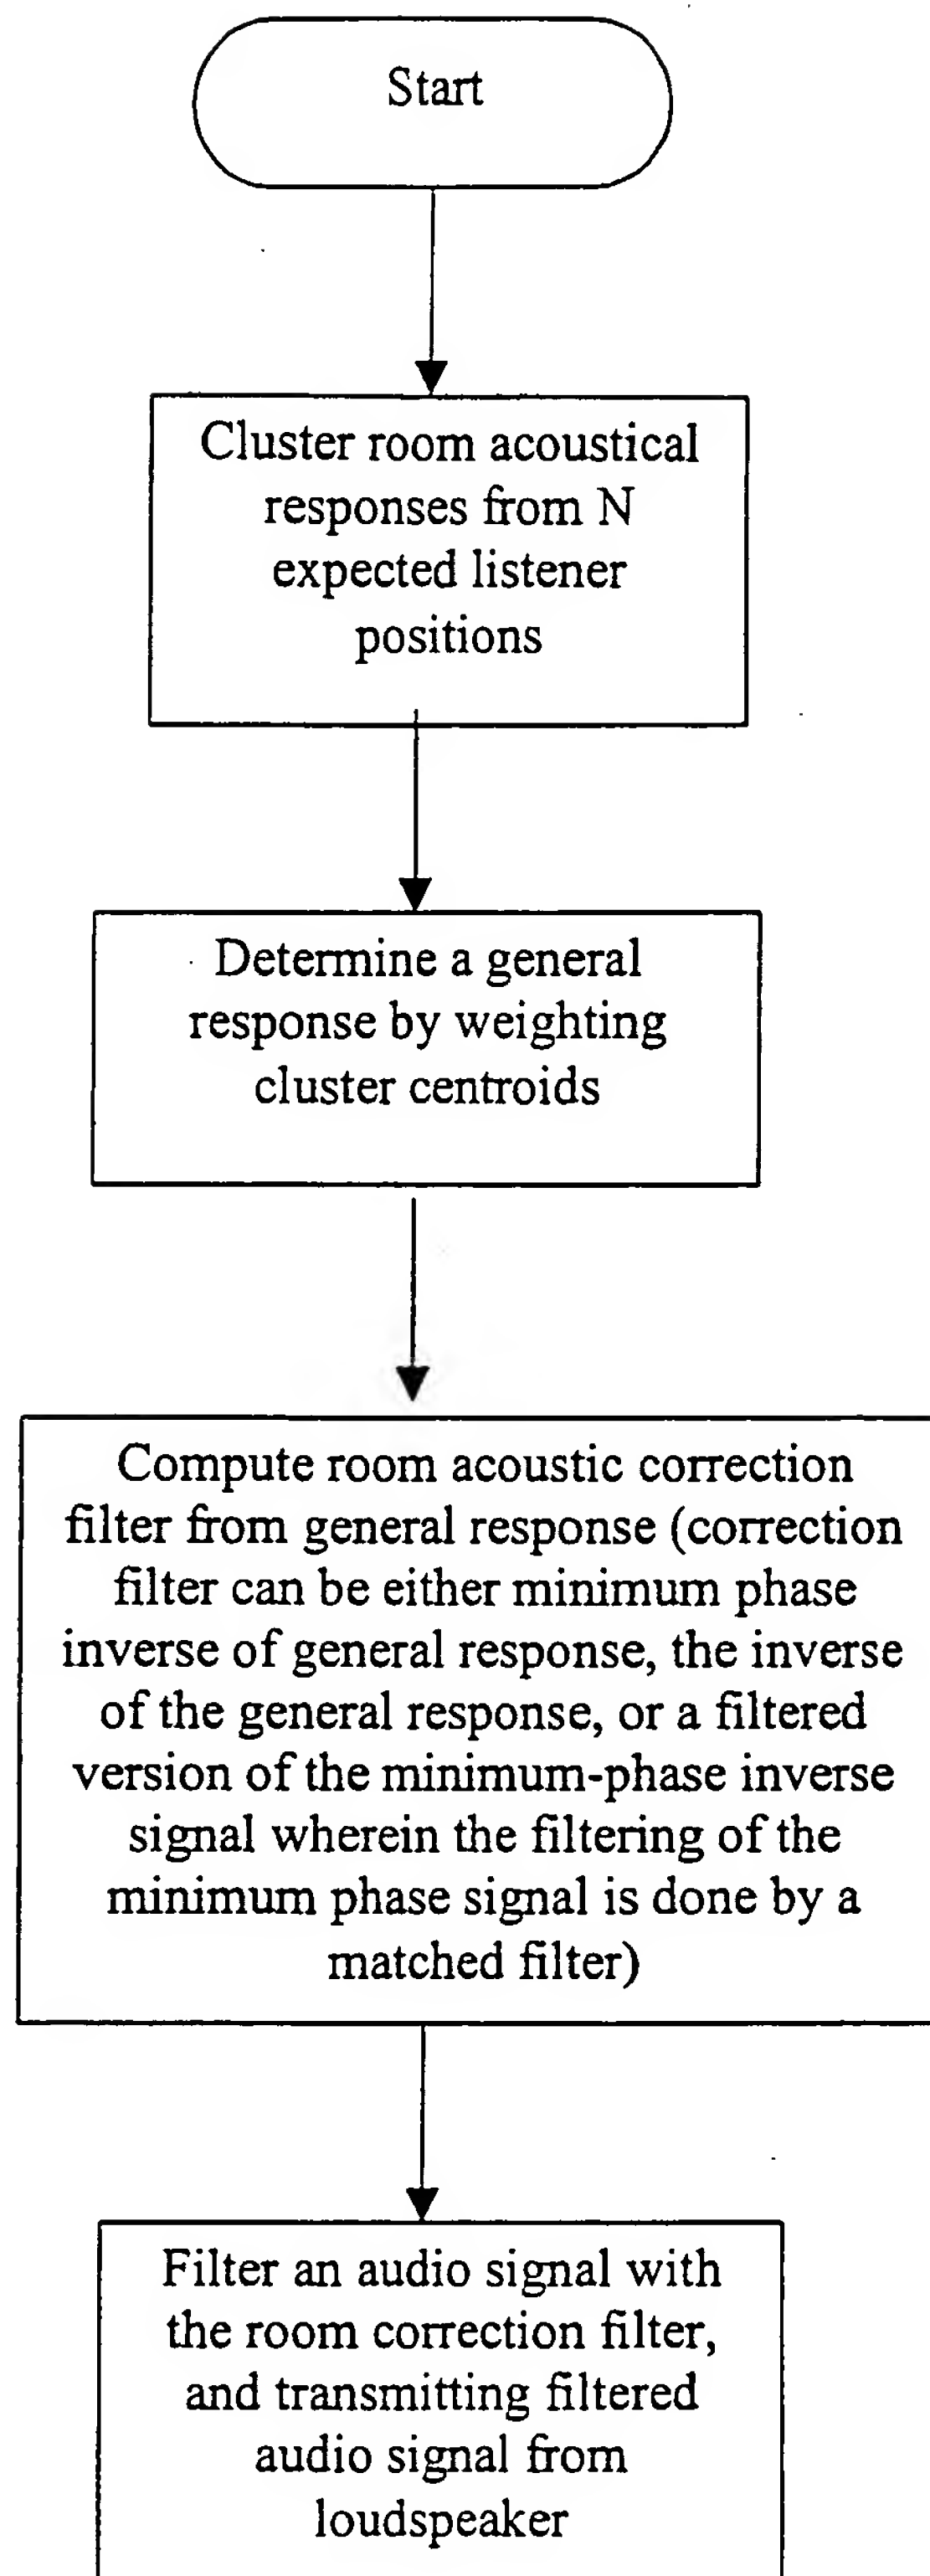 Start
Cluster room acoustical
responses from N
expected listener
positions
Determine a general
response by weighting
cluster centroids
Compute room acoustic correction
filter from general response (correction
filter can be either minimum phase
inverse of general response, the inverse
of the general response, or a filtered
version of the minimum-phase inverse
signal wherein the filtering of the
minimum phase signal is done by a
matched filter)
Filter an audio signal with
the room correction filter,
and transmitting filtered
audio signal from
loudspeaker